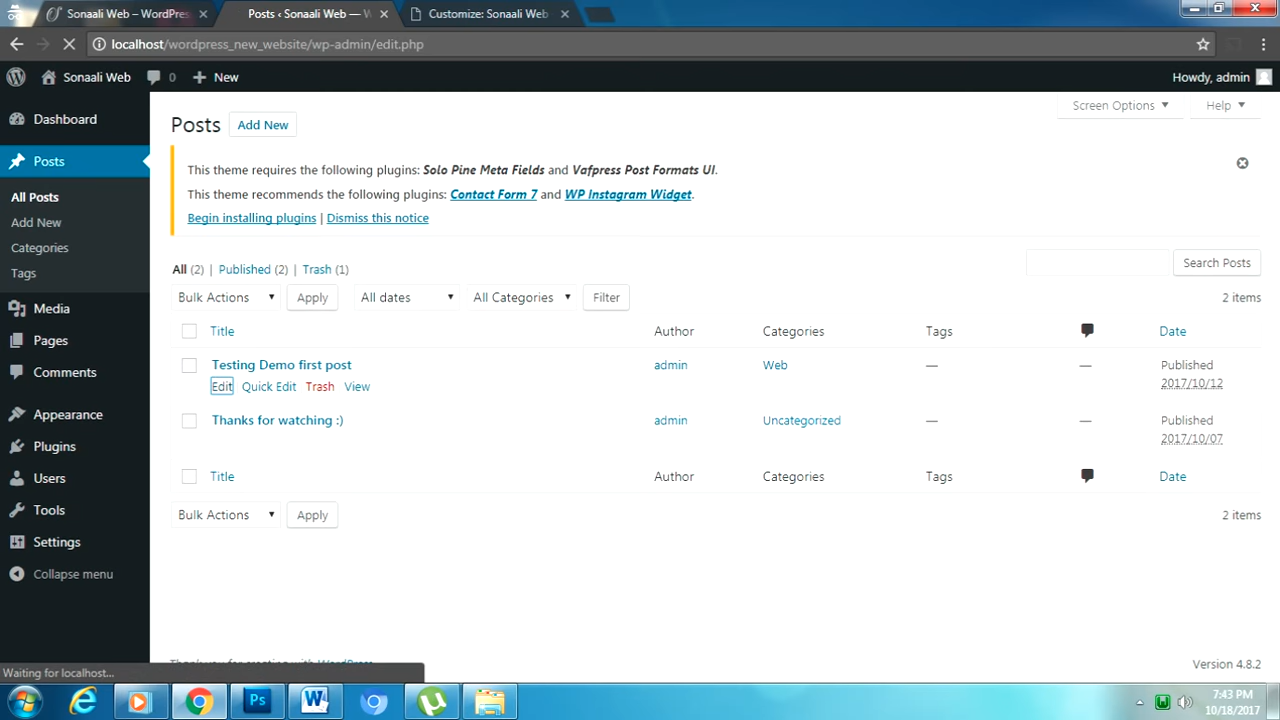 Sonaali Web – WordPres
Posts ‹ Sonaali Web —
Customize: Sonaali Web
localhost/wordpress_new_website/wp-admin/edit.php
Sonaali Web
0
New
Howdy, admin
Screen Options
Help
Dashboard
Posts
All Posts
Add New
Categories
Tags
Media
Pages
Comments
Appearance
Plugins
Users
Tools
Settings
Collapse menu
Posts
Add New
This theme requires the following plugins: Solo Pine Meta Fields and Vafpress Post Formats UI.
This theme recommends the following plugins: Contact Form 7 and WP Instagram Widget.
Begin installing plugins | Dismiss this notice
All (2) | Published (2) | Trash (1)
Search Posts
Bulk Actions
Apply
All dates
All Categories
Filter
2 items
Title Author Categories Tags Date
Testing Demo first post admin Web — — Published
2017/10/12
Edit Quick Edit Trash View
Thanks for watching :) admin Uncategorized — — Published
2017/10/07
Title Author Categories Tags Date
Bulk Actions
Apply
2 items
Thank you for creating with WordPress.
Version 4.8.2
Waiting for localhost...
7:43 PM
10/18/2017